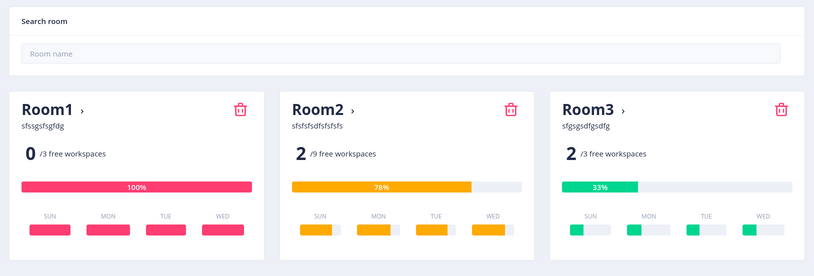 Search room
Room name
Room1 ›
sfssgsfsgfdg
0 /3 free workspaces
100%
SUN MON TUE WED
Room2 ›
sfsfsfsdfsfsfsfs
2 /9 free workspaces
78%
SUN MON TUE WED
Room3 ›
sfgsgsdfgsdfg
2 /3 free workspaces
33%
SUN MON TUE WED